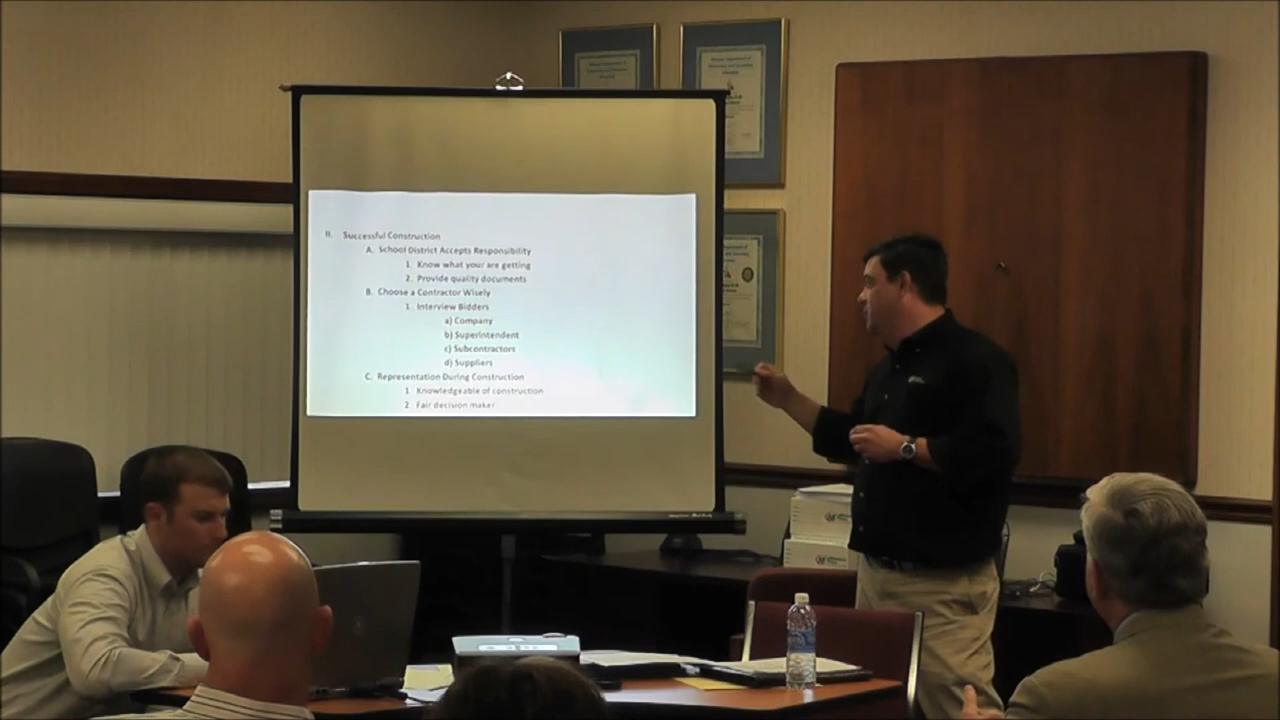 II. Successful Construction
A. School District Accepts Responsibility
1. Know what your are getting
2. Provide quality documents
B. Choose a Contractor Wisely
1. Interview Bidders
a) Company
b) Superintendent
c) Subcontractors
d) Suppliers
C. Representation During Construction
1. Knowledgeable of construction
2. Fair decision maker